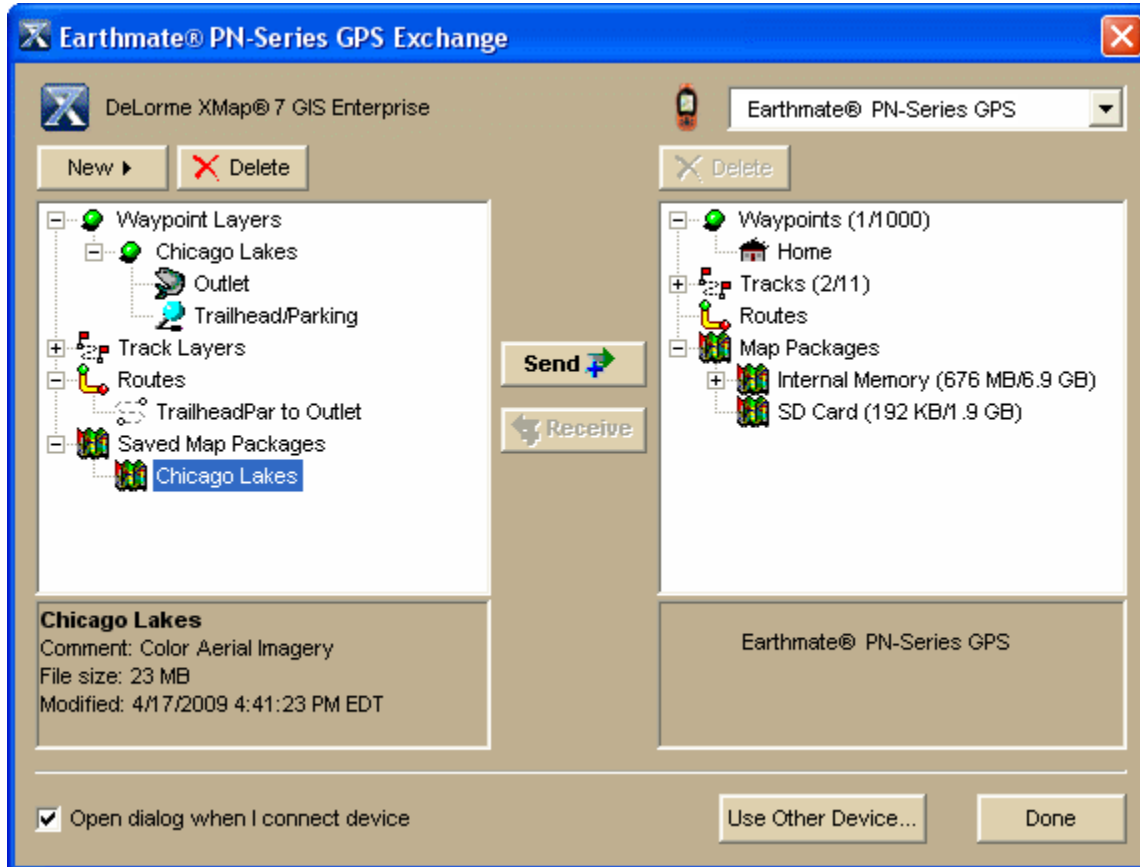 Earthmate® PN-Series GPS Exchange
DeLorme XMap® 7 GIS Enterprise
Earthmate® PN-Series GPS
New
Delete
Delete
Waypoint Layers
Chicago Lakes
Outlet
Trailhead/Parking
Track Layers
Routes
TrailheadPar to Outlet
Saved Map Packages
Chicago Lakes
Send
Receive
Waypoints (1/1000)
Home
Tracks (2/11)
Routes
Map Packages
Internal Memory (676 MB/6.9 GB)
SD Card (192 KB/1.9 GB)
Chicago Lakes
Comment: Color Aerial Imagery
File size: 23 MB
Modified: 4/17/2009 4:41:23 PM EDT
Earthmate® PN-Series GPS
Open dialog when I connect device
Use Other Device...
Done